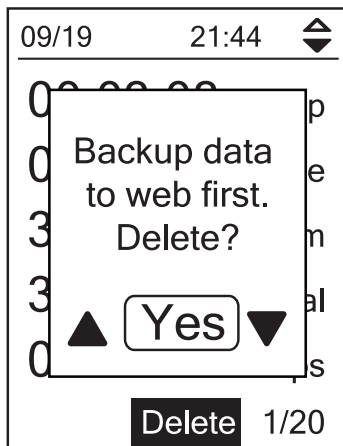 09/19 21:44
Backup data
to web first.
Delete?
Yes
Delete 1/20